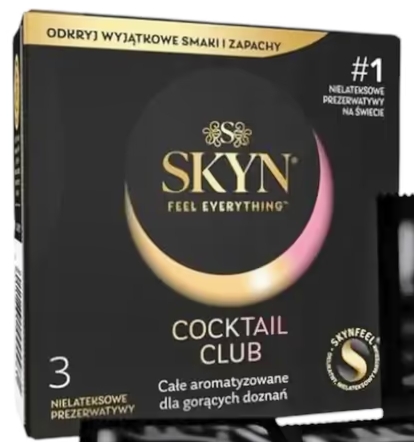 ODKRYJ WYJĄTKOWE SMAKI I ZAPACHY
#1
NIELATEKSOWE
PREZERWATYWY
NA ŚWIECIE
S
SKYN®
FEEL EVERYTHING™
COCKTAIL
CLUB
Całe aromatyzowane
dla gorących doznań
3
NIELATEKSOWE
PREZERWATYWY
SKYNFEEL
S